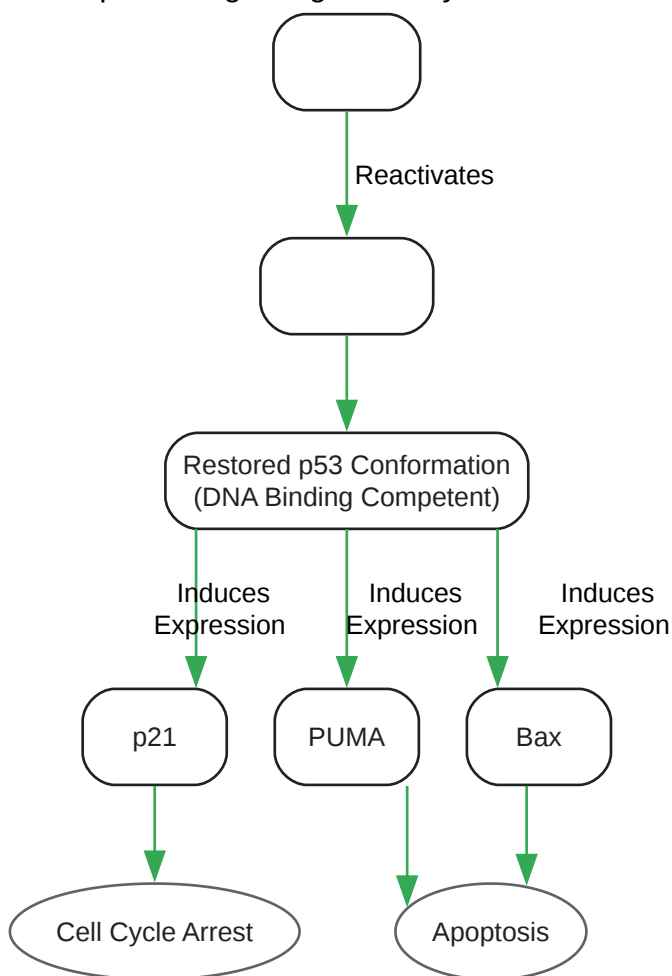 Reactivates
Restored p53 Conformation
(DNA Binding Competent)
Induces
Expression
Induces
Expression
Induces
Expression
p21
PUMA
Bax
Cell Cycle Arrest
Apoptosis